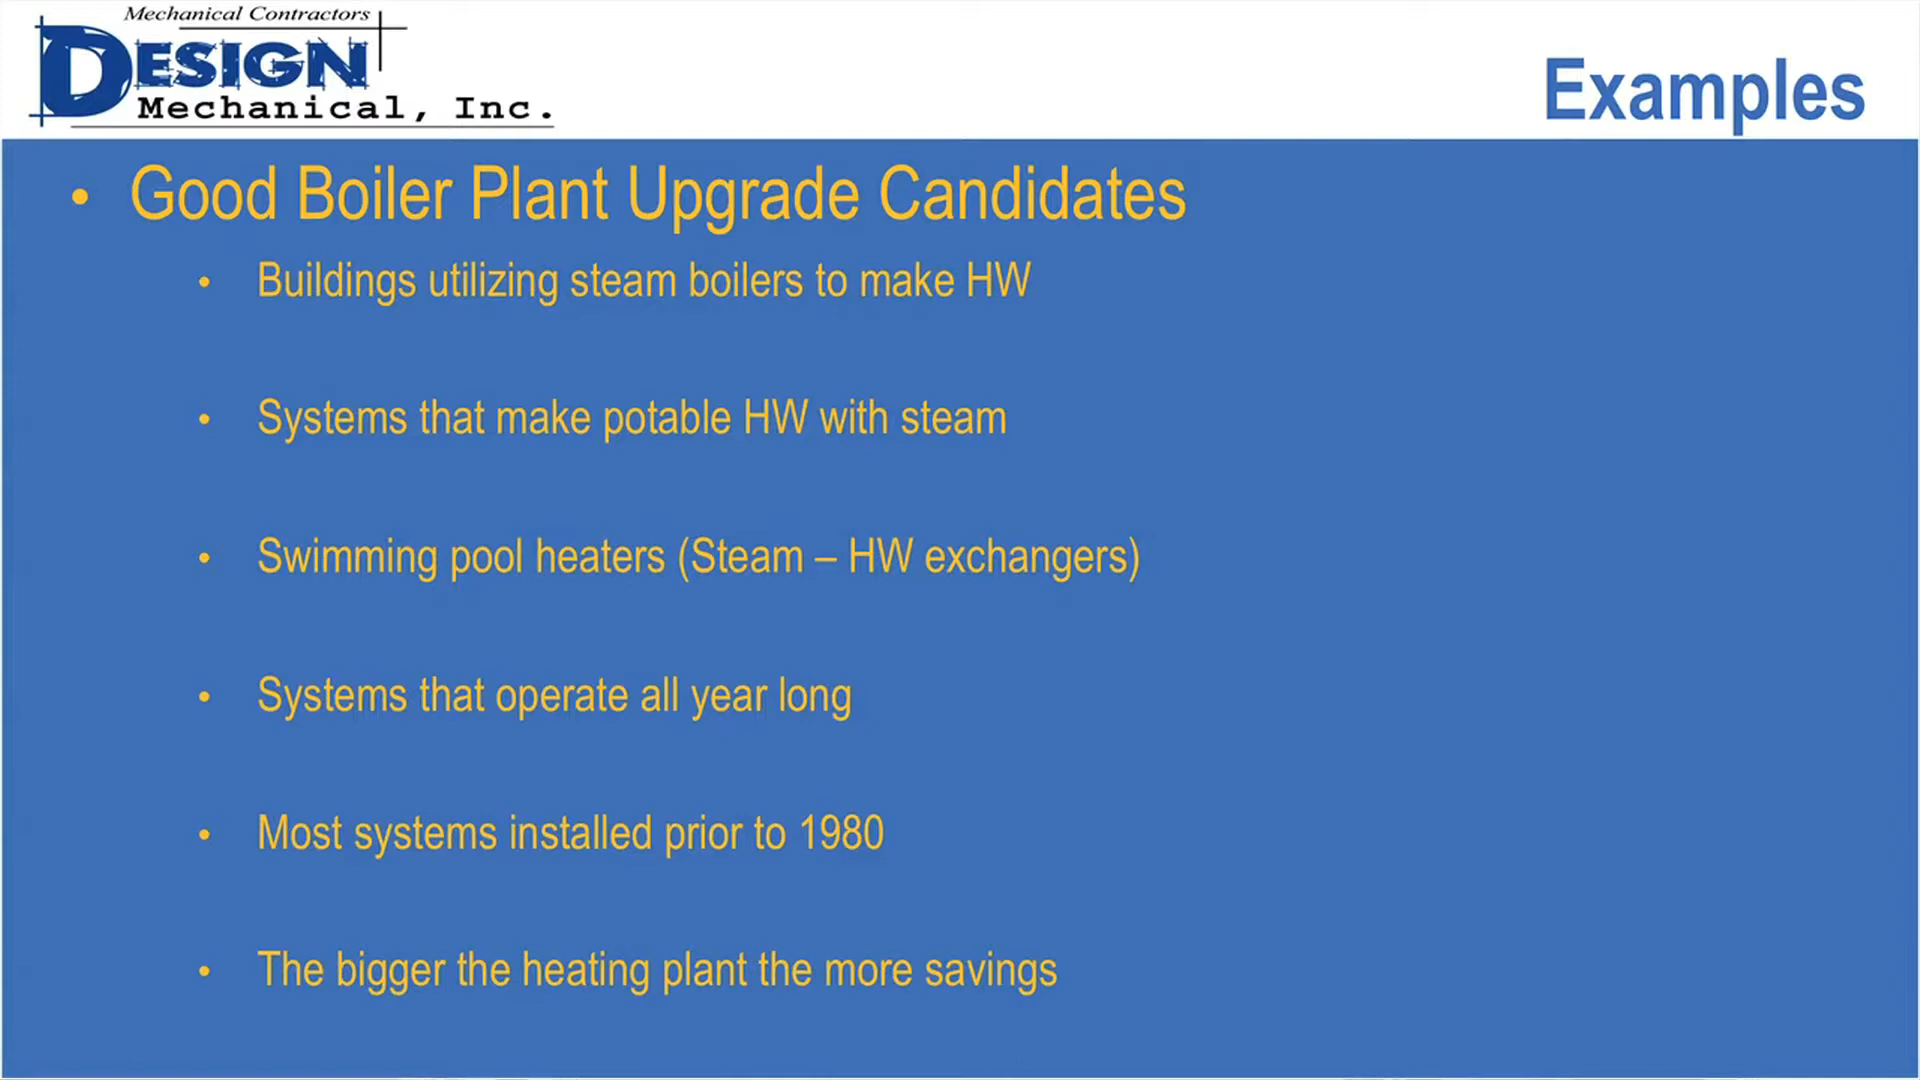 Mechanical Contractors
DESIGN
Mechanical, Inc.
Examples
• Good Boiler Plant Upgrade Candidates
• Buildings utilizing steam boilers to make HW
• Systems that make potable HW with steam
• Swimming pool heaters (Steam – HW exchangers)
• Systems that operate all year long
• Most systems installed prior to 1980
• The bigger the heating plant the more savings